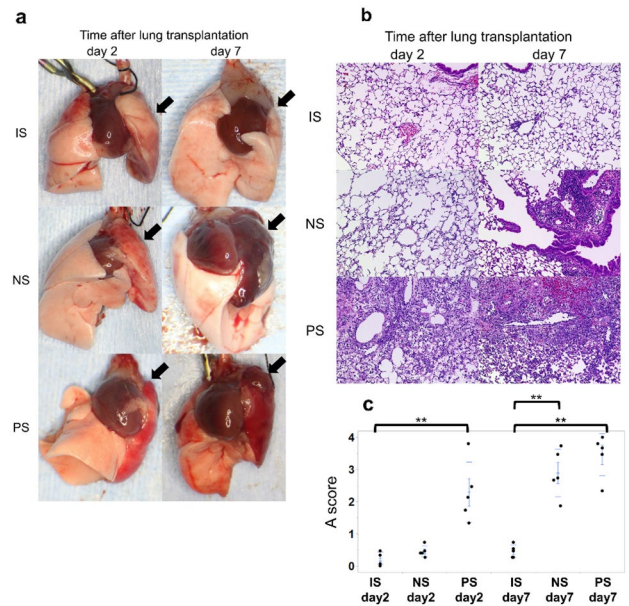 a
Time after lung transplantation
day 2 day 7
IS
NS
PS
b
Time after lung transplantation
day 2 day 7
IS
NS
PS
c
**
** **
A score
4
3
2
1
0
IS NS PS IS NS PS
day2 day2 day2 day7 day7 day7